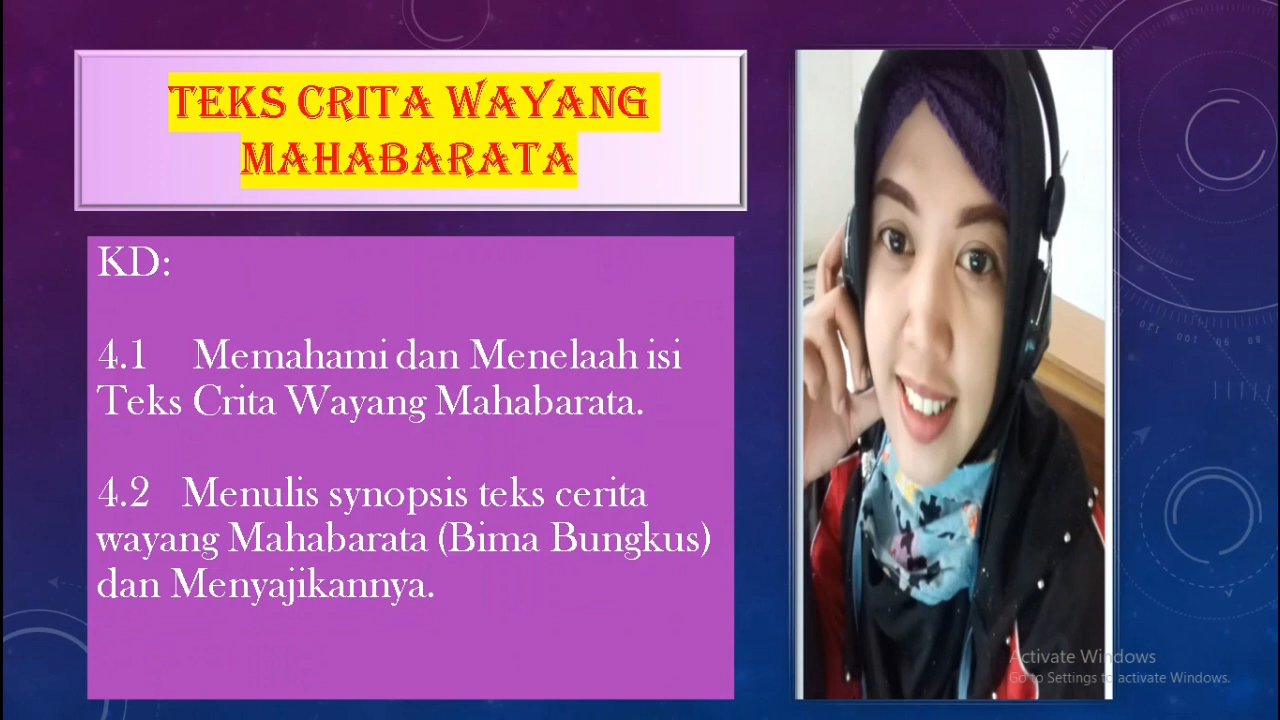 TEKS CRITA WAYANG
MAHABARATA
KD:
4.1 Memahami dan Menelaah isi
Teks Crita Wayang Mahabarata.
4.2 Menulis synopsis teks cerita
wayang Mahabarata (Bima Bungkus)
dan Menyajikannya.
Activate Windows
Go to Settings to activate Windows.